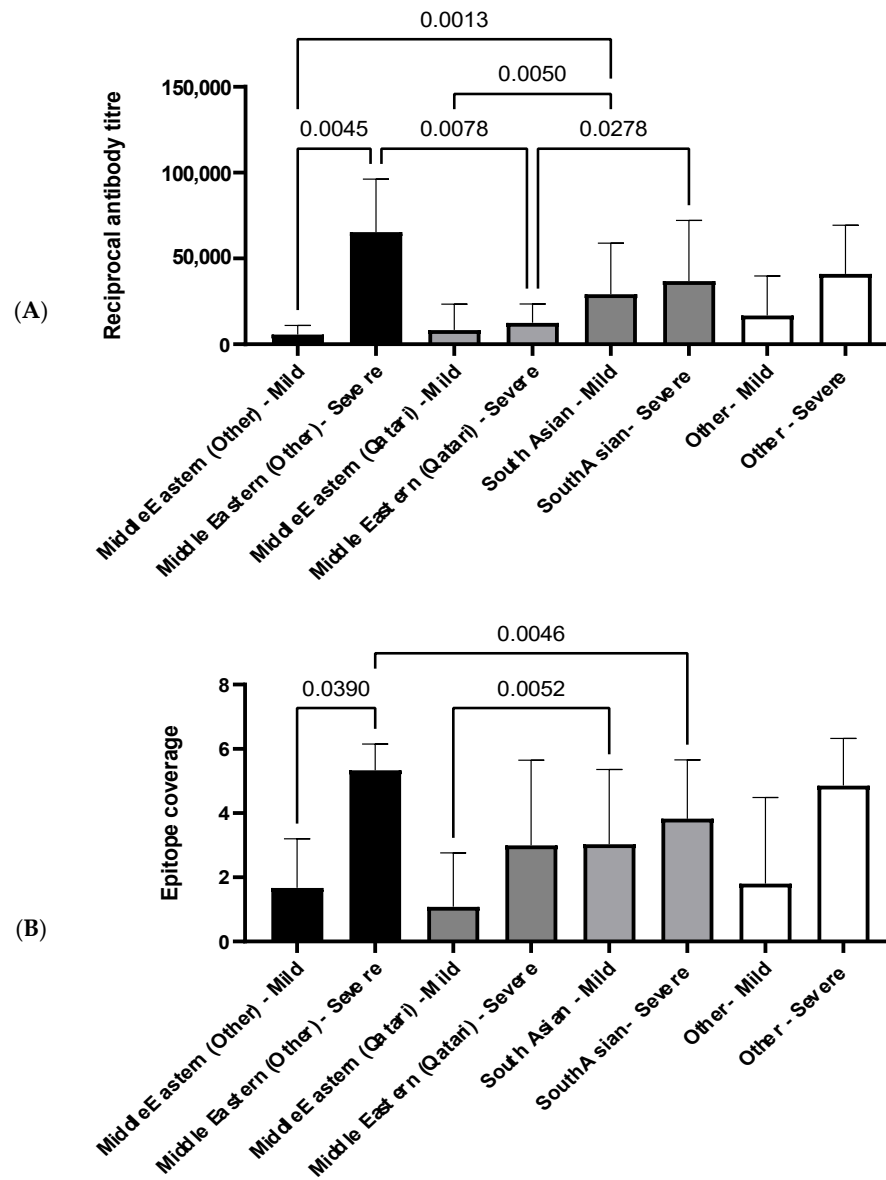 0.0013
150,000
0.0050
0.0045
0.0078
0.0278
100,000
50,000
0
Reciprocal antibody titre
(A)
Middle Eastern (Other) - Mild
Middle Eastern (Other) - Severe
Middle Eastern (Qatari) - Mild
Middle Eastern (Qatari) - Severe
South Asian - Mild
South Asian - Severe
Other - Mild
Other - Severe
0.0046
8
0.0390
0.0052
6
4
2
0
Epitope coverage
(B)
Middle Eastern (Other) - Mild
Middle Eastern (Other) - Severe
Middle Eastern (Qatari) - Mild
Middle Eastern (Qatari) - Severe
South Asian - Mild
South Asian - Severe
Other - Mild
Other - Severe